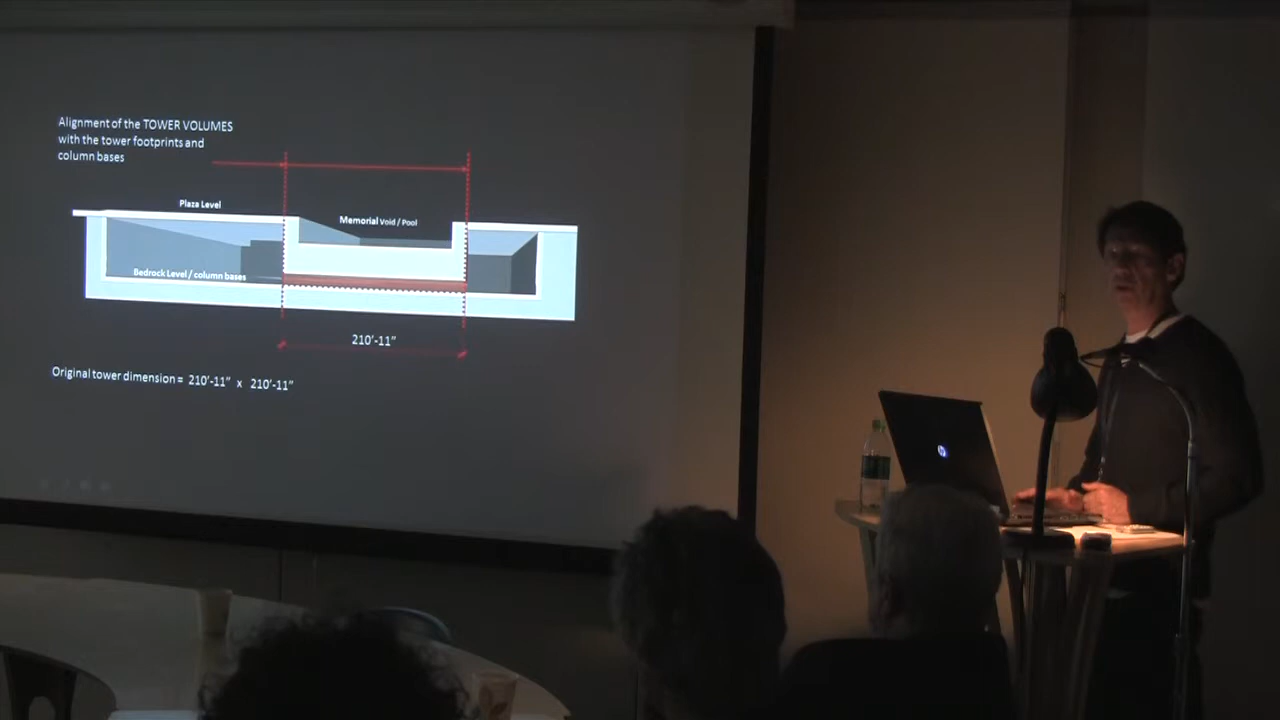 Alignment of the TOWER VOLUMES
with the tower footprints and
column bases
Plaza Level
Memorial Void / Pool
Bedrock Level / column bases
210'-11"
Original tower dimension = 210'-11" x 210'-11"
hp